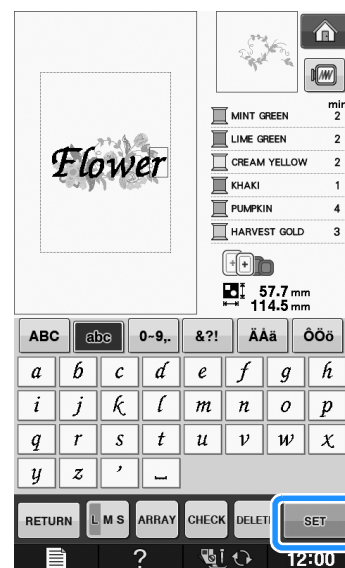 min
MINT GREEN 2
LIME GREEN 2
CREAM YELLOW 2
KHAKI 1
PUMPKIN 4
HARVEST GOLD 3
Flower
57.7 mm
114.5 mm
ABC abc 0~9,. &?! ÄÅä ÔÖö
a b c d e f g h
i j k l m n o p
q r s t u v w x
y z ’ _
RETURN L M S ARRAY CHECK DELET SET
? 12:00